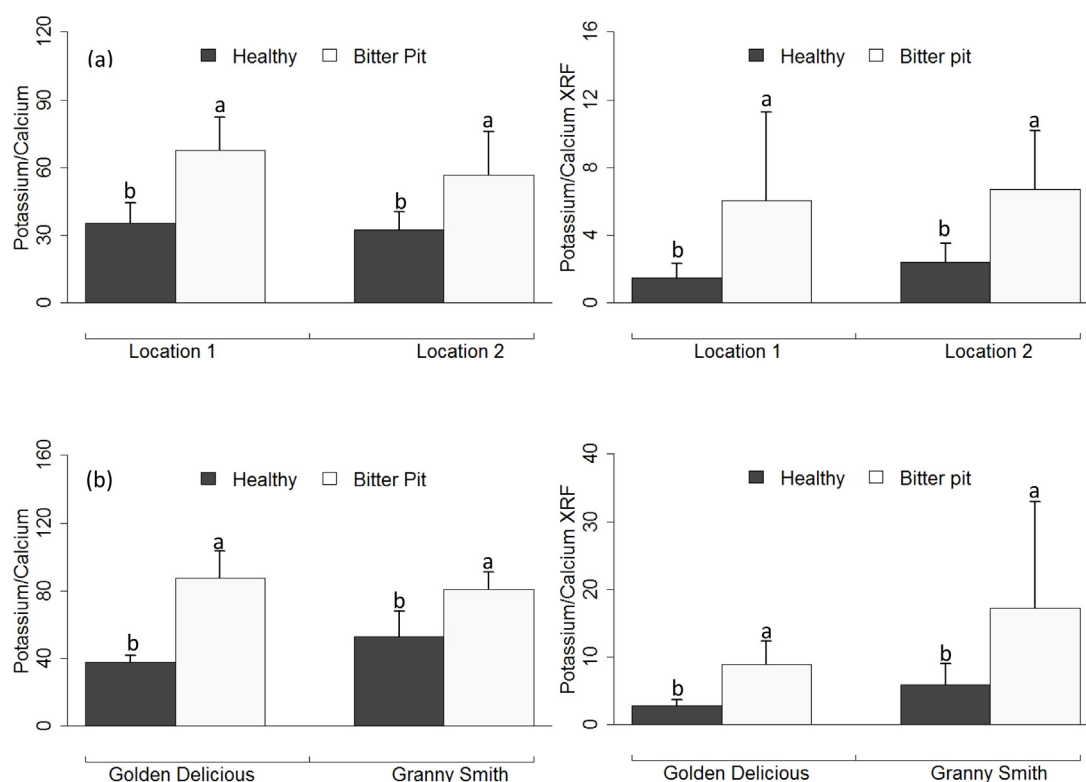 (a)
Healthy Bitter Pit
Potassium/Calcium
120
90
60
30
0
b a b a
Location 1 Location 2
Healthy Bitter pit
Potassium/Calcium XRF
16
12
8
4
0
b a b a
Location 1 Location 2
(b)
Healthy Bitter Pit
Potassium/Calcium
160
120
80
40
0
b a b a
Golden Delicious Granny Smith
Healthy Bitter pit
Potassium/Calcium XRF
40
30
20
10
0
b a b a
Golden Delicious Granny Smith